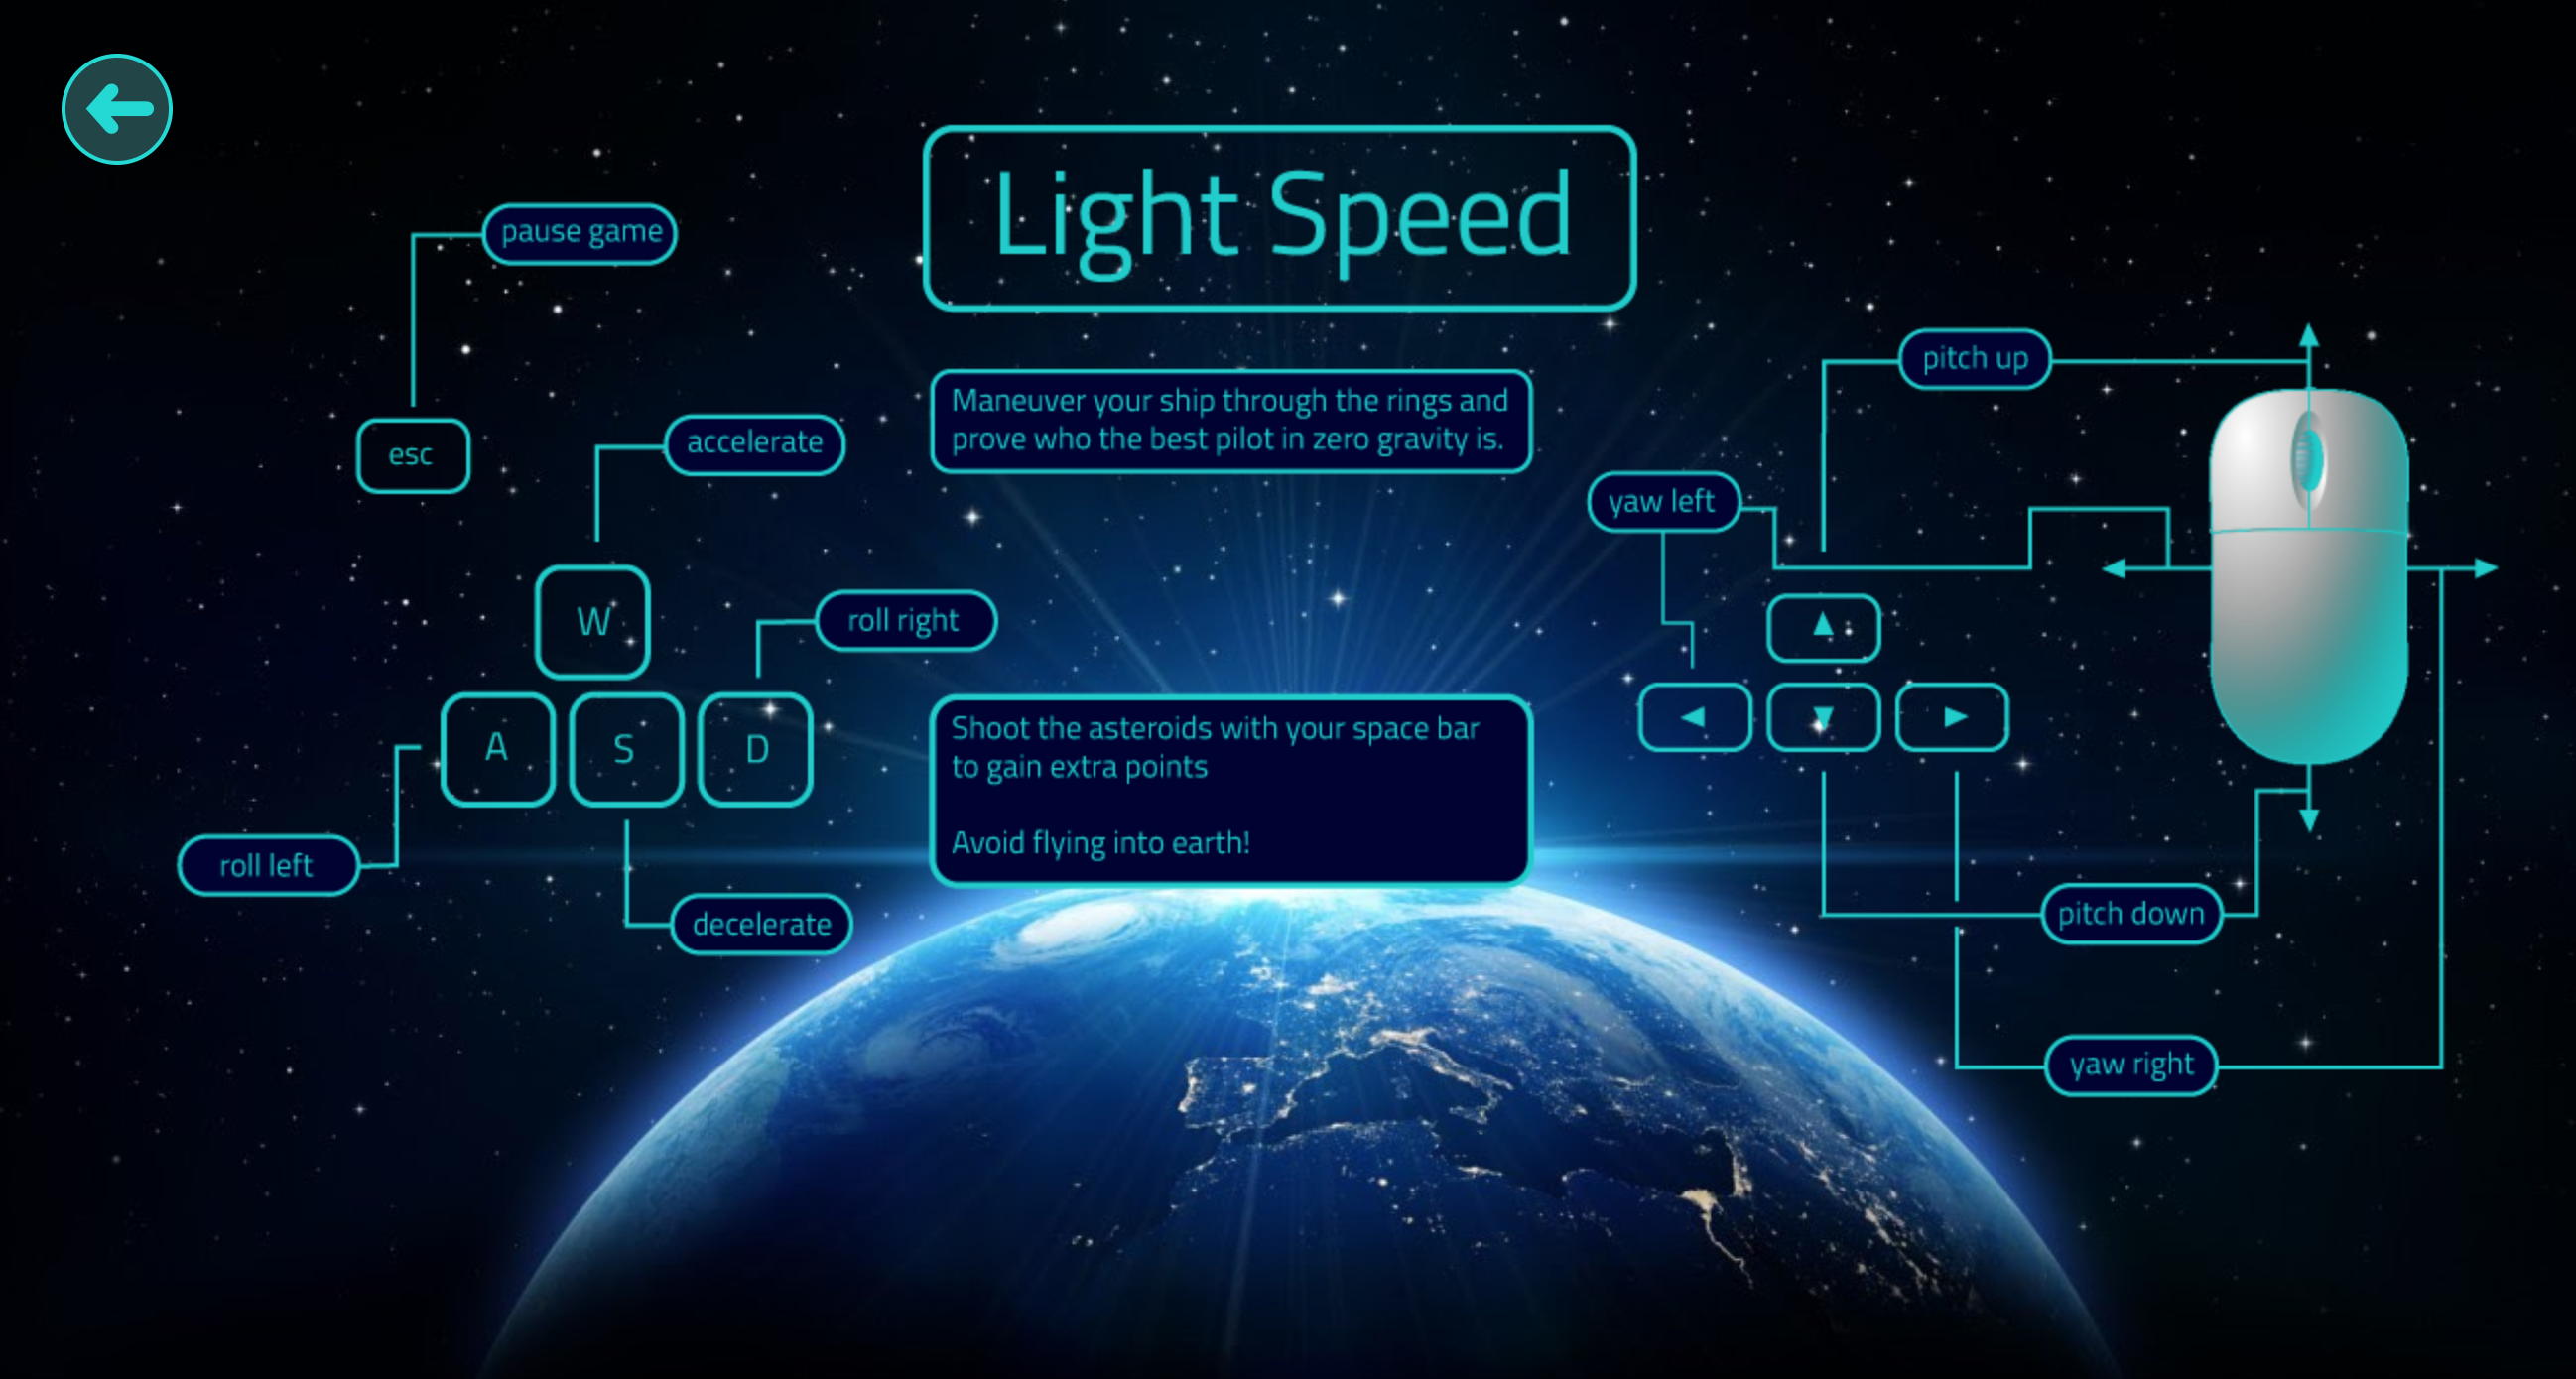 Light Speed
pause game
pitch up
Maneuver your ship through the rings and
prove who the best pilot in zero gravity is.
esc
accelerate
yaw left
W
roll right
A
S
D
Shoot the asteroids with your space bar
to gain extra points
Avoid flying into earth!
roll left
decelerate
pitch down
yaw right